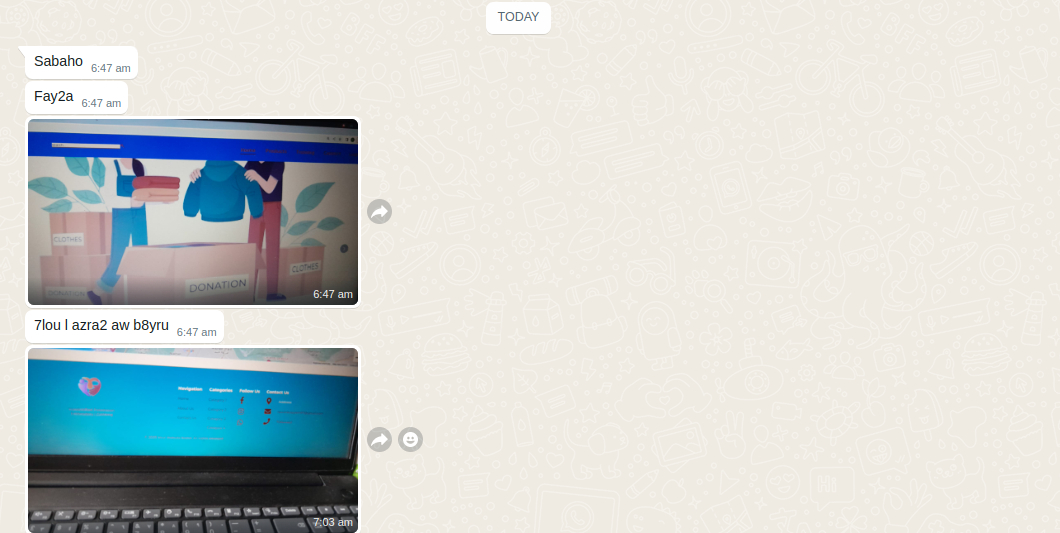 TODAY
Sabaho 6:47 am
Fay2a 6:47 am
CLOTHES
CLOTHES
DONATION
DONATION
6:47 am
7lou l azra2 aw b8yru 6:47 am
Navigation Categories Follow Us Contact Us
7:03 am